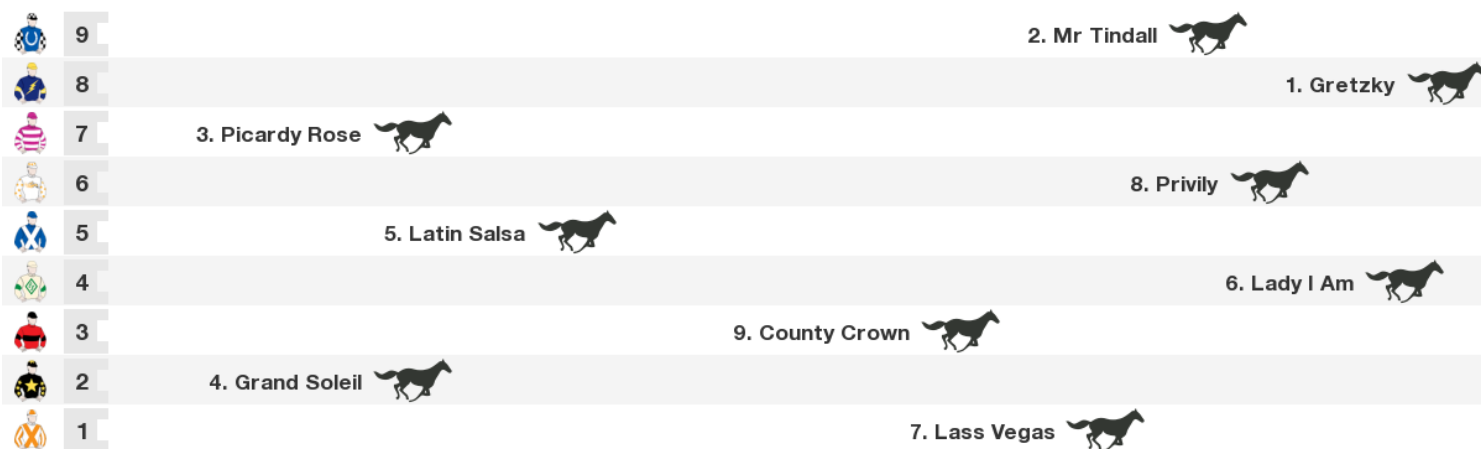 9 2. Mr Tindall
8 1. Gretzky
7 3. Picardy Rose
6 8. Privily
5 5. Latin Salsa
4 6. Lady I Am
3 9. County Crown
2 4. Grand Soleil
1 7. Lass Vegas